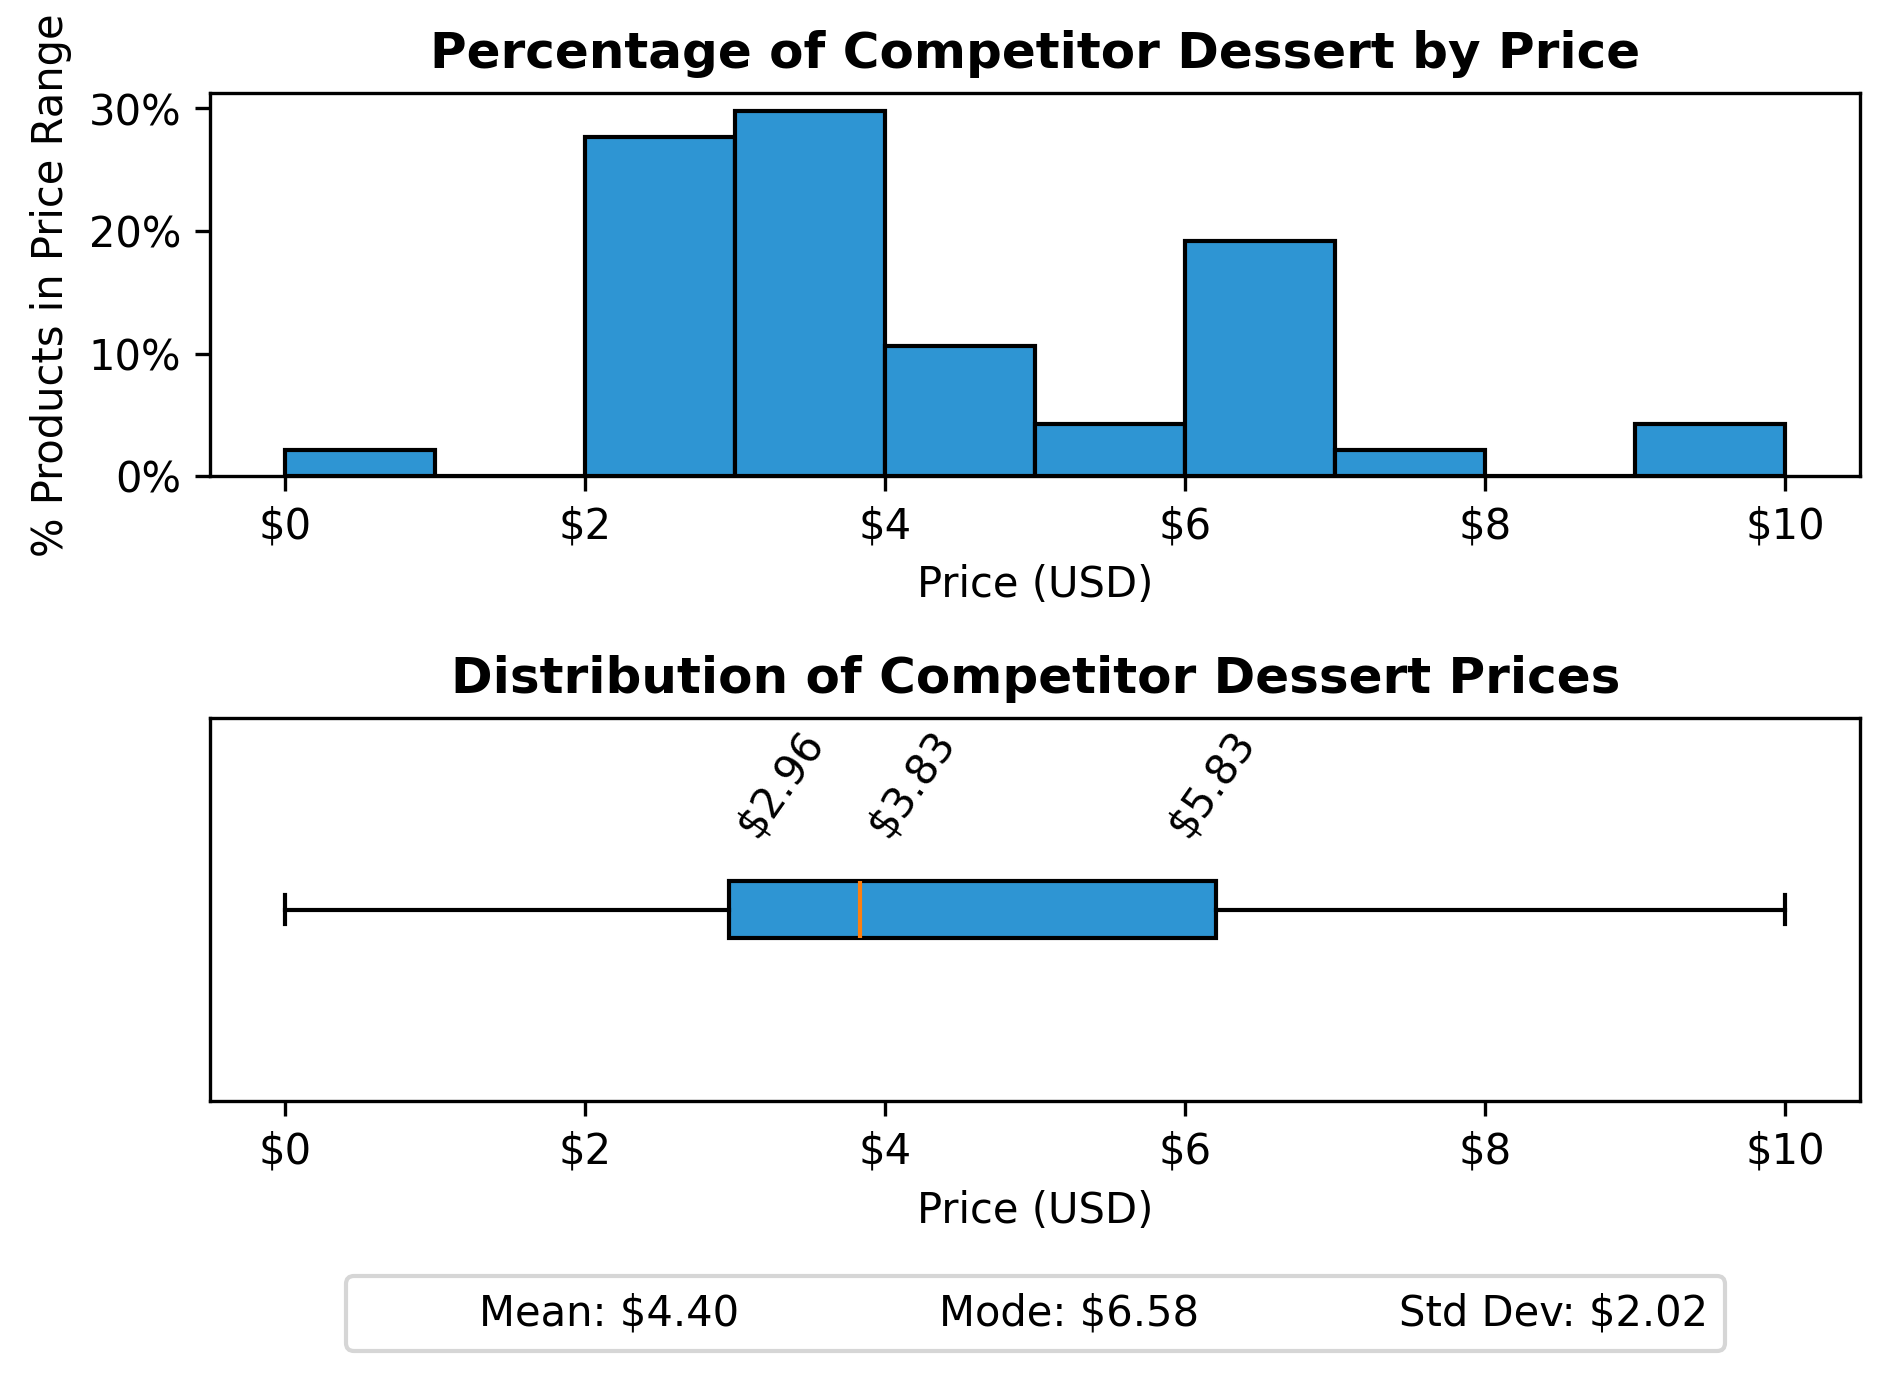 Percentage of Competitor Dessert by Price
% Products in Price Range
30%
20%
10%
0%
$0 $2 $4 $6 $8 $10
Price (USD)
Distribution of Competitor Dessert Prices
$2.96 $3.83 $5.83
$0 $2 $4 $6 $8 $10
Price (USD)
Mean: $4.40 Mode: $6.58 Std Dev: $2.02